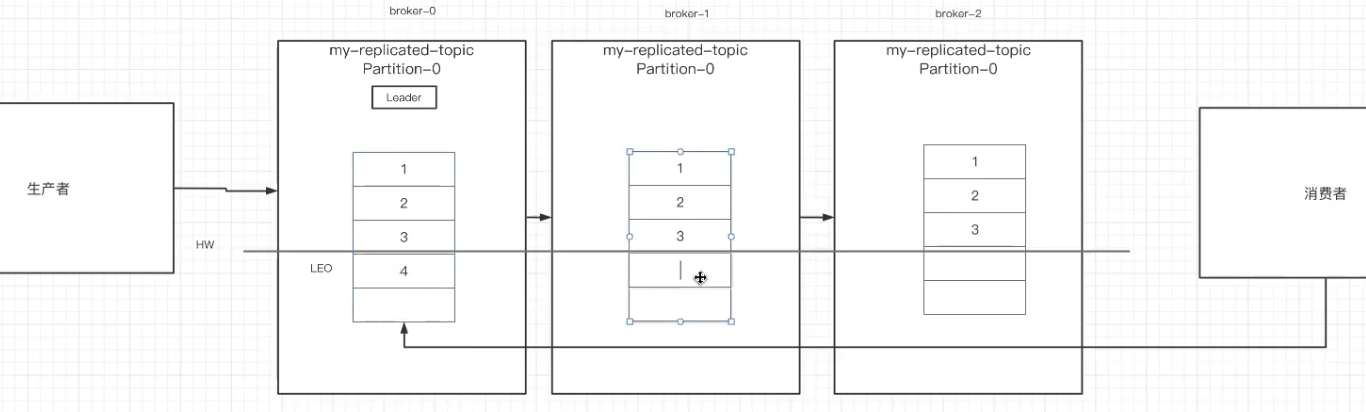 broker-0
broker-1
broker-2
my-replicated-topic
Partition-0
Leader
1
2
3
4
my-replicated-topic
Partition-0
1
2
3
my-replicated-topic
Partition-0
1
2
3
生产者
HW
LEO
消费者